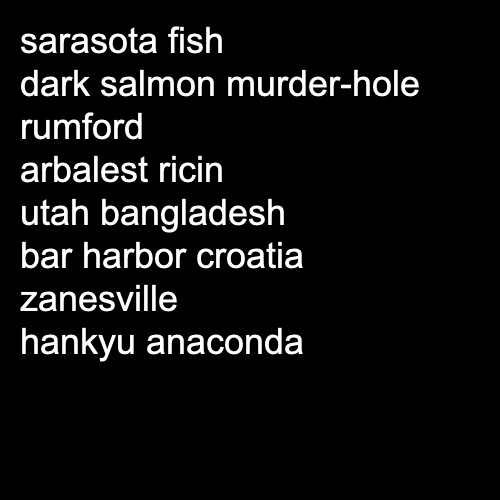 sarasota fish
dark salmon murder-hole
rumford
arbalest ricin
utah bangladesh
bar harbor croatia
zanesville
hankyu anaconda